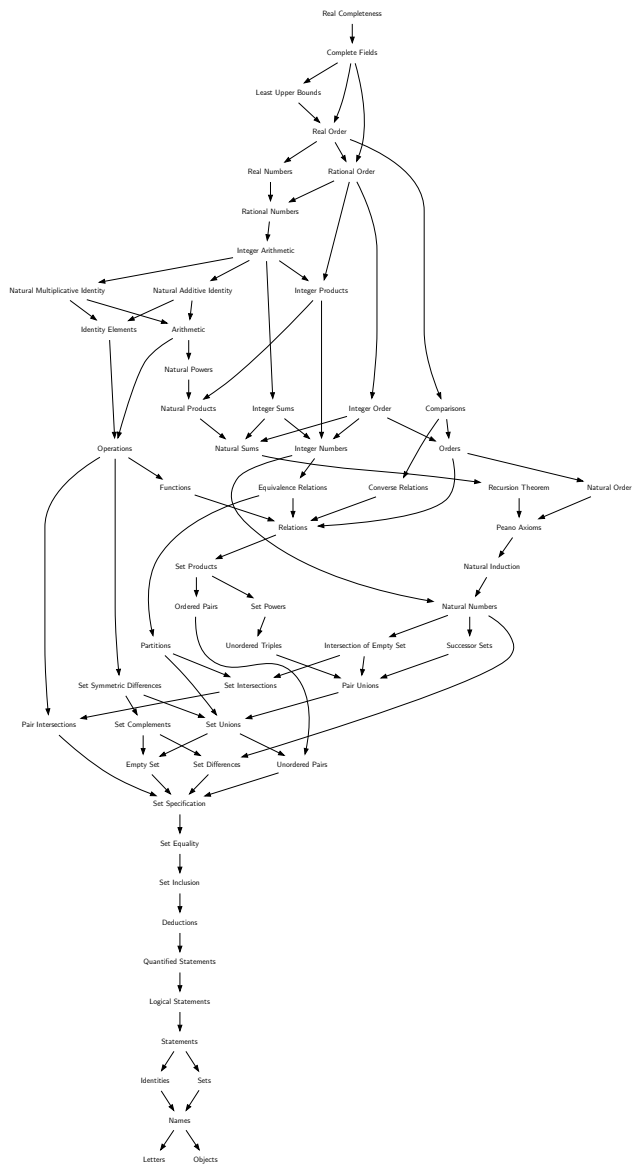 Real Completeness
Complete Fields
Least Upper Bounds
Real Order
Real Numbers
Rational Order
Rational Numbers
Integer Arithmetic
Natural Multiplicative Identity
Natural Additive Identity
Integer Products
Identity Elements
Arithmetic
Natural Powers
Natural Products
Integer Sums
Integer Order
Comparisons
Operations
Natural Sums
Integer Numbers
Orders
Functions
Equivalence Relations
Converse Relations
Recursion Theorem
Natural Order
Relations
Peano Axioms
Set Products
Natural Induction
Ordered Pairs
Set Powers
Natural Numbers
Partitions
Unordered Triples
Intersection of Empty Set
Successor Sets
Set Symmetric Differences
Set Intersections
Pair Unions
Pair Intersections
Set Complements
Set Unions
Empty Set
Set Differences
Unordered Pairs
Set Specification
Set Equality
Set Inclusion
Deductions
Quantified Statements
Logical Statements
Statements
Identities
Sets
Names
Letters
Objects